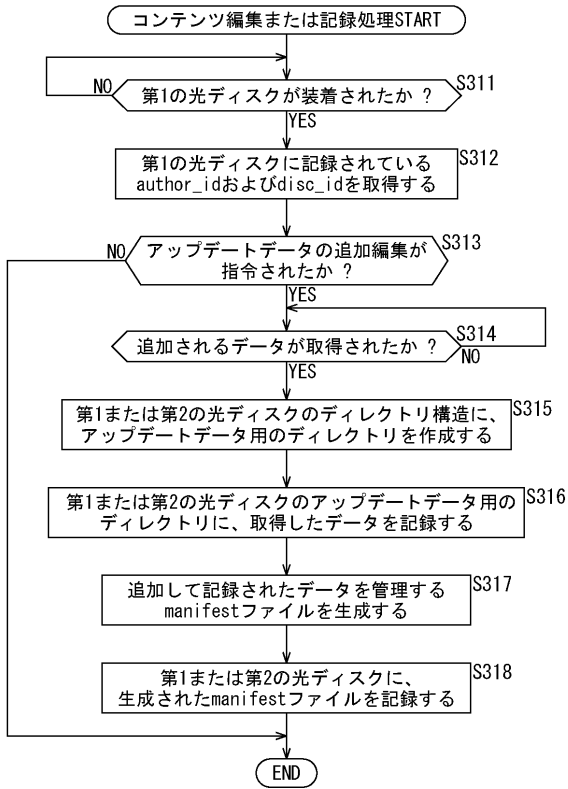 コンテンツ編集または記録処理START
NO
第1の光ディスクが装着されたか ?
S311
YES
第1の光ディスクに記録されている
author_idおよびdisc_idを取得する
S312
NO
アップデートデータの追加編集が
指令されたか ?
S313
YES
追加されるデータが取得されたか ?
S314
NO
YES
第1または第2の光ディスクのディレクトリ構造に、
アップデートデータ用のディレクトリを作成する
S315
第1または第2の光ディスクのアップデートデータ用の
ディレクトリに、取得したデータを記録する
S316
追加して記録されたデータを管理する
manifestファイルを生成する
S317
第1または第2の光ディスクに、
生成されたmanifestファイルを記録する
S318
END